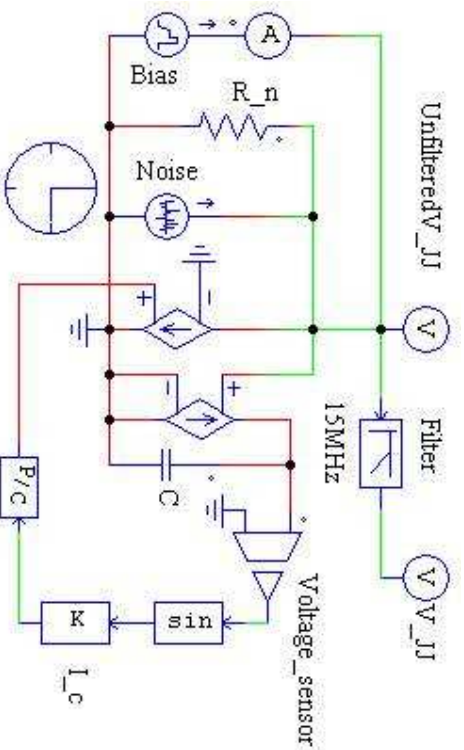 A
Bias
R_n
Noise
UnfilteredV_JJ
V
Filter
15MHz
V
V_JJ
+
−
−
+
C
Voltage_sensor
sin
K
I_c
P/C